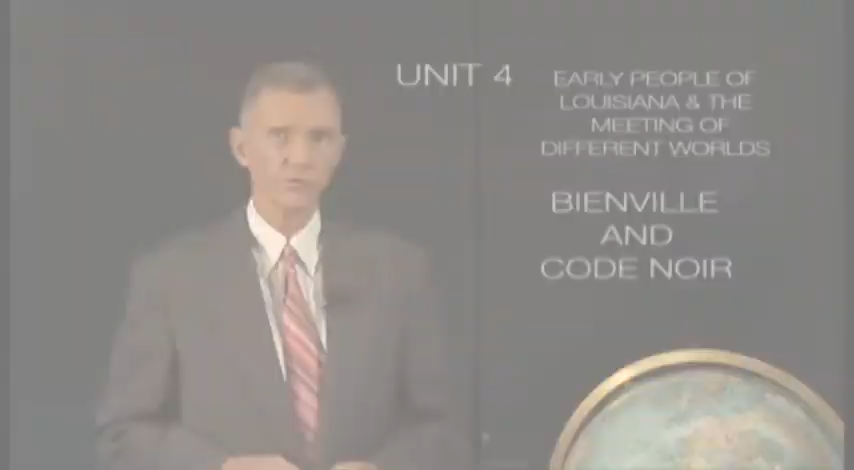 UNIT 4
EARLY PEOPLE OF
LOUISIANA & THE
MEETING OF
DIFFERENT WORLDS
BIENVILLE
AND
CODE NOIR